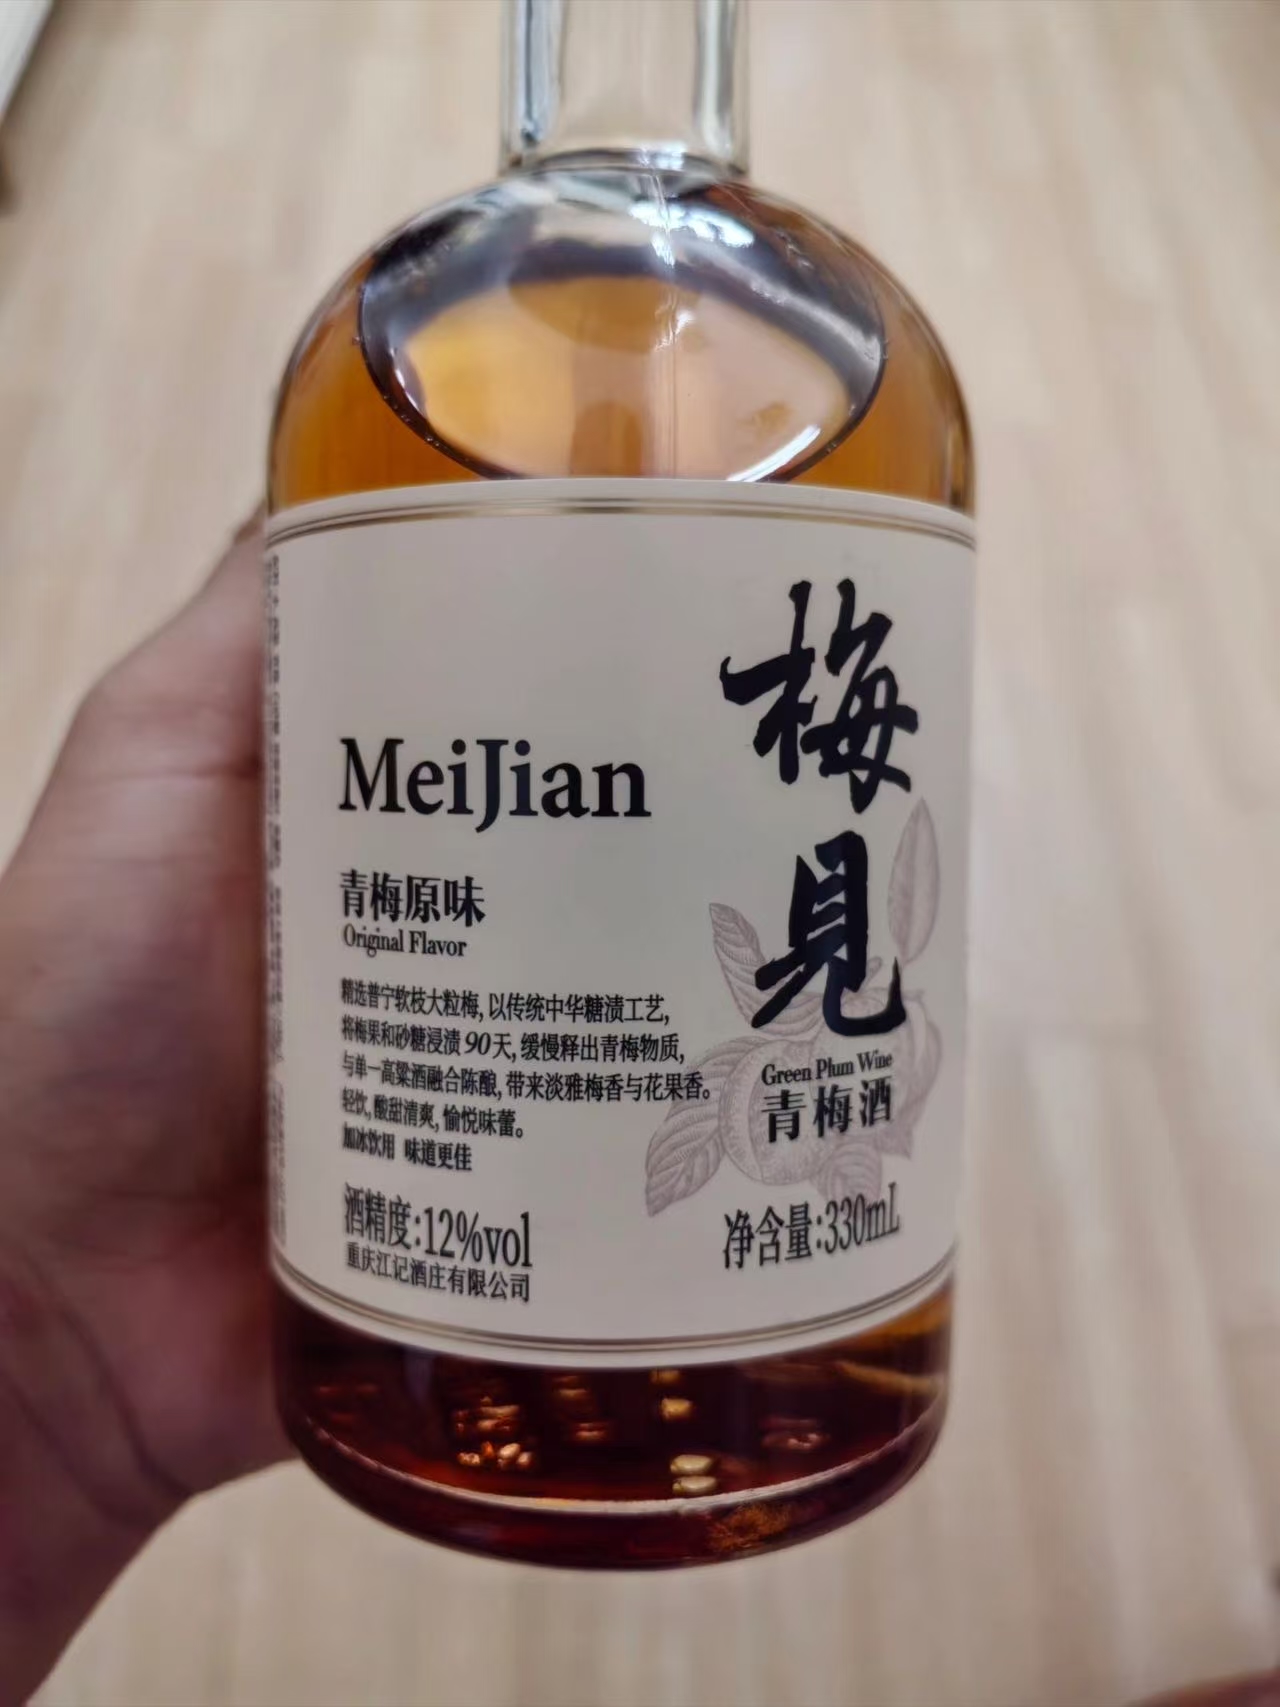 梅見
MeiJian
青梅原味
Original Flavor
精选普宁软枝大粒梅,以传统中华糖渍工艺,
将梅果和砂糖浸渍90天,缓慢释出青梅物质,
与单一高粱酒融合陈酿,带来淡雅梅香与花果香。
轻饮,酸甜清爽,愉悦味蕾。
加冰饮用 味道更佳
Green Plum Wine
青梅酒
酒精度:12%vol
重庆江记酒庄有限公司
净含量:330mL